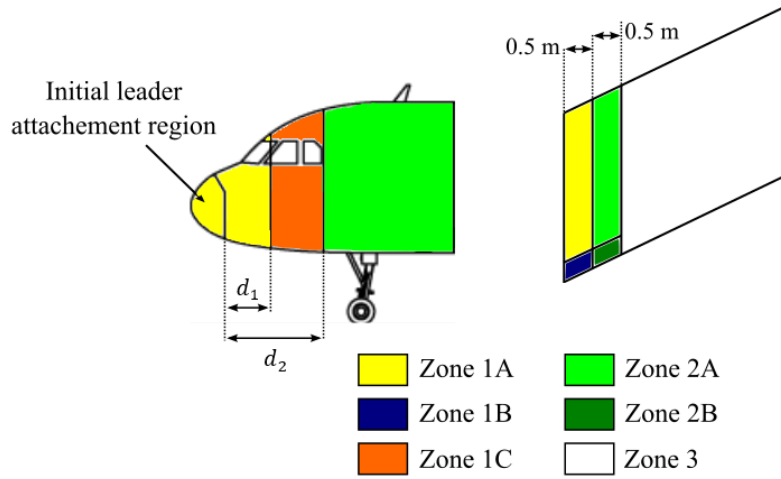 0.5 m
0.5 m
Initial leader
attachement region
d₁
d₂
Zone 1A
Zone 2A
Zone 1B
Zone 2B
Zone 1C
Zone 3